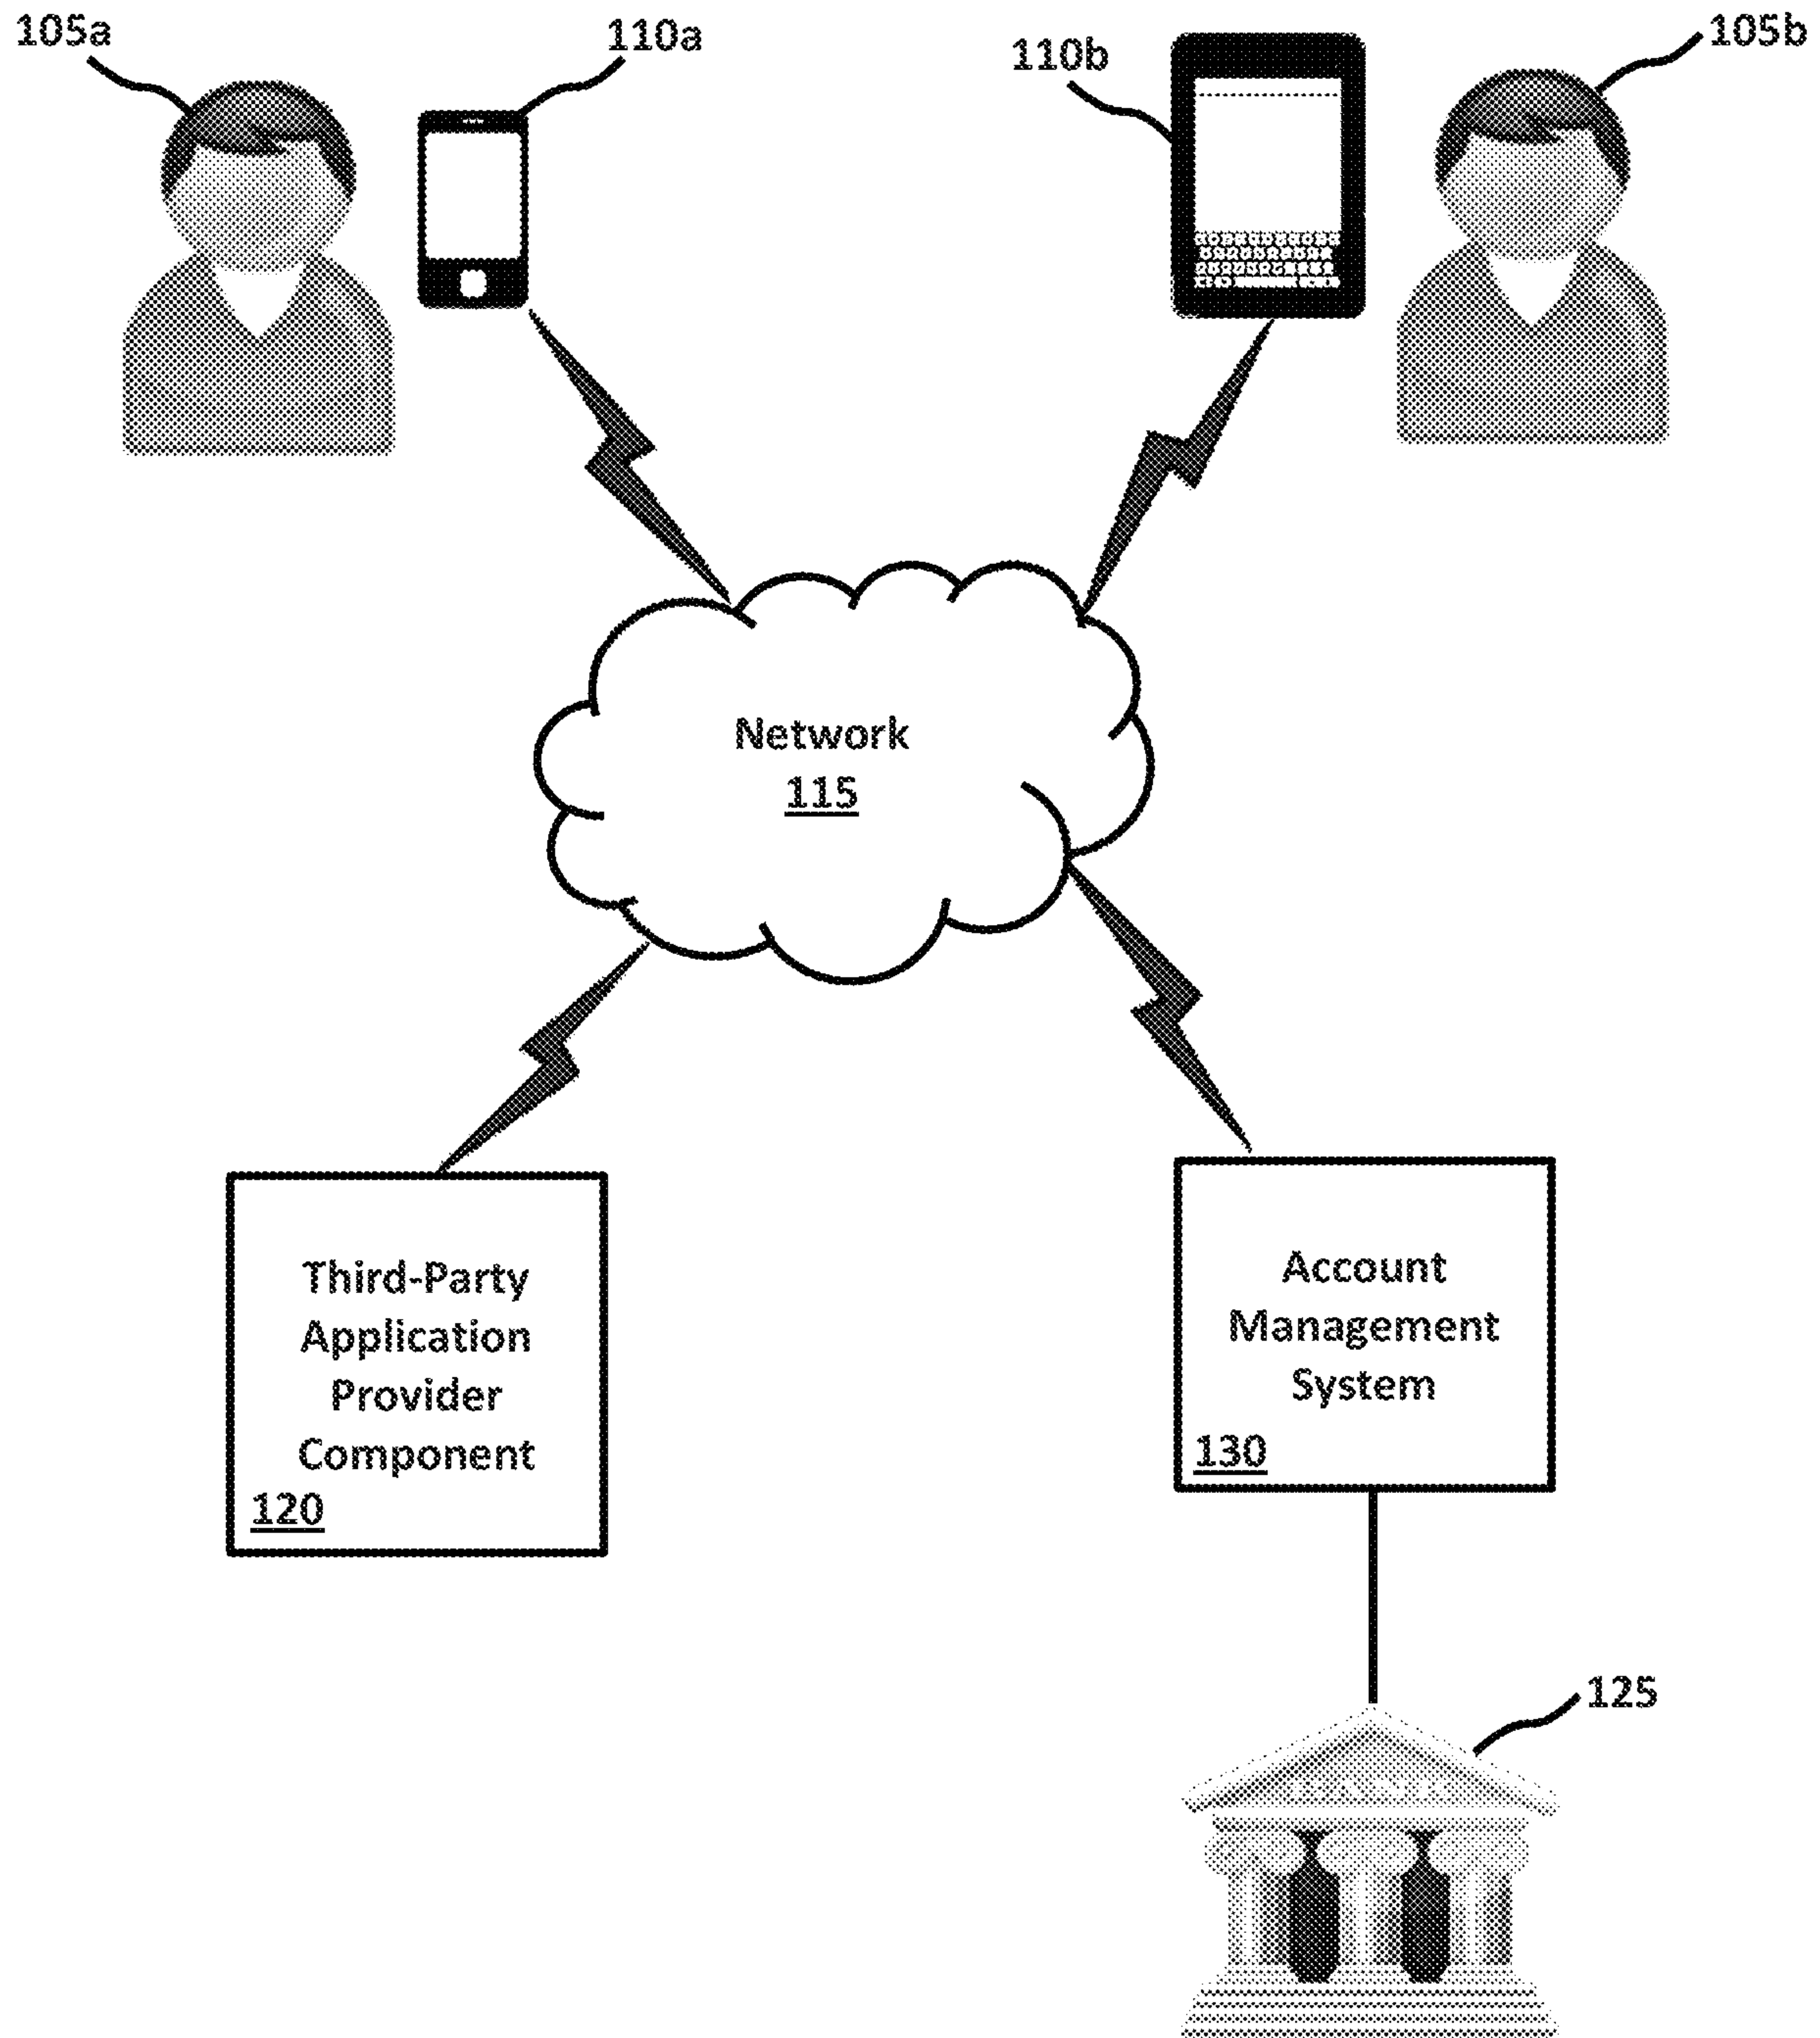 105a
110a
110b
105b
Network
115
Third-Party
Application
Provider
Component
120
Account
Management
System
130
125